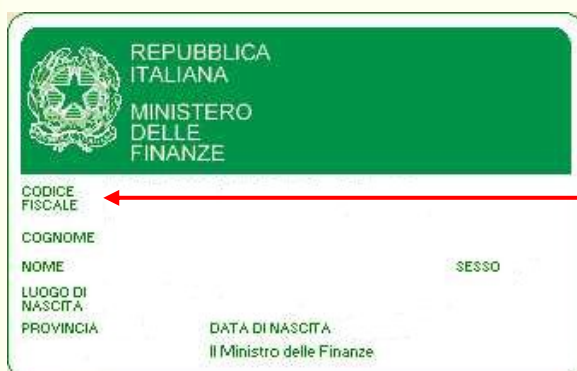 REPUBBLICA
ITALIANA
MINISTERO
DELLE
FINANZE
CODICE
FISCALE
COGNOME
NOME SESSO
LUOGO DI
NASCITA
PROVINCIA DATA DI NASCITA
Il Ministro delle Finanze